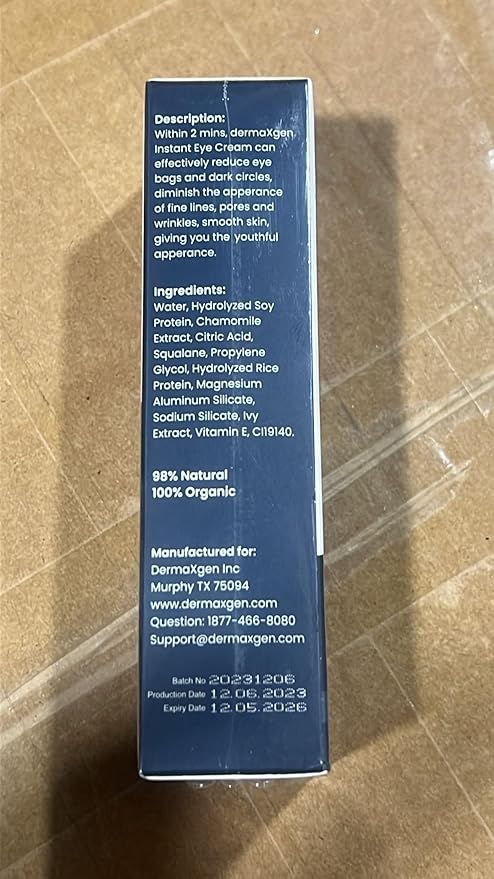 Description:
Within 2 mins, dermaXgen
Instant Eye Cream can
effectively reduce eye
bags and dark circles,
diminish the apperance
of fine lines, pores and
wrinkles, smooth skin,
giving you the youthful
apperance.
Ingredients:
Water, Hydrolyzed Soy
Protein, Chamomile
Extract, Citric Acid,
Squalane, Propylene
Glycol, Hydrolyzed Rice
Protein, Magnesium
Aluminum Silicate,
Sodium Silicate, Ivy
Extract, Vitamin E, CI19140.
98% Natural
100% Organic
Manufactured for:
DermaXgen Inc
Murphy TX 75094
www.dermaxgen.com
Question: 1877-466-8080
Support@dermaxgen.com
Batch No 20231206
Production Date 12.06.2023
Expiry Date 12.05.2026